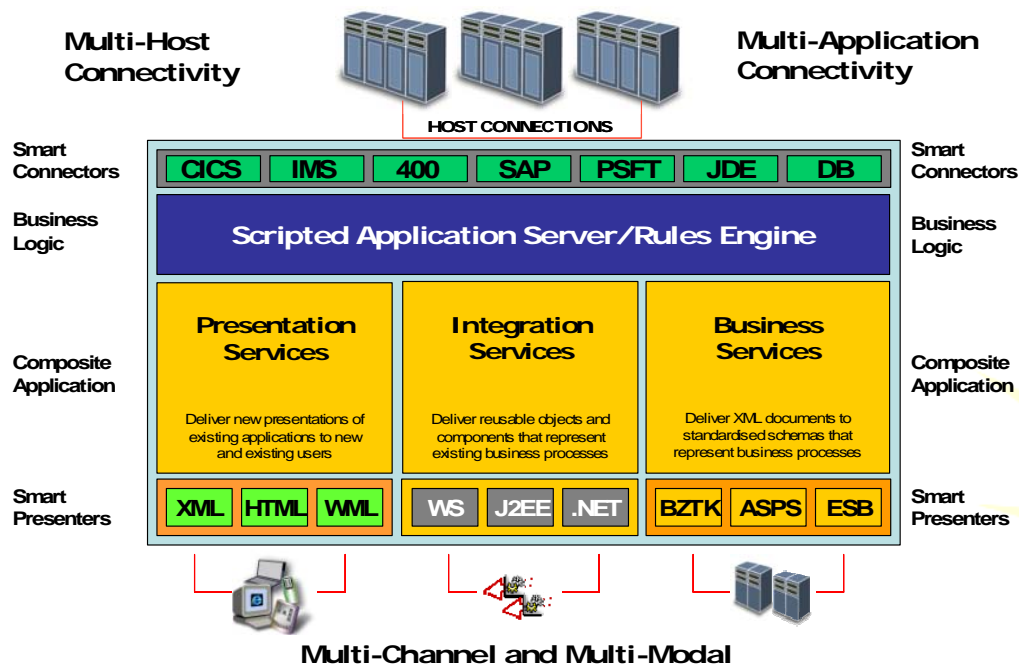 Multi-Host
Connectivity
Multi-Application
Connectivity
HOST CONNECTIONS
Smart
Connectors
CICS
IMS
400
SAP
PSFT
JDE
DB
Smart
Connectors
Business
Logic
Scripted Application Server/Rules Engine
Business
Logic
Composite
Application
Presentation
Services
Deliver new presentations of
existing applications to new
and existing users
Integration
Services
Deliver reusable objects and
components that represent
existing business processes
Business
Services
Deliver XML documents to
standardised schemas that
represent business processes
Composite
Application
Smart
Presenters
XML
HTML
WML
WS
J2EE
.NET
BZTK
ASPS
ESB
Smart
Presenters
Multi-Channel and Multi-Modal